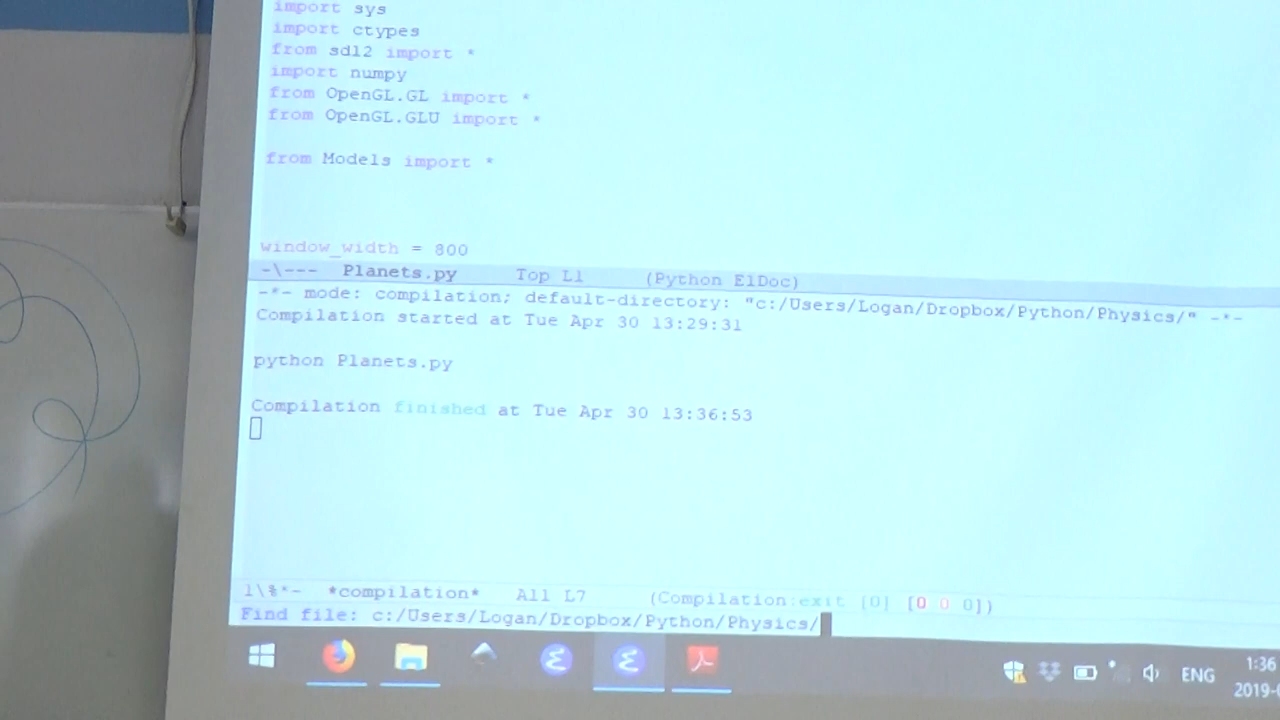 import sys
import ctypes
from sdl2 import *
import numpy
from OpenGL.GL import *
from OpenGL.GLU import *
from Models import *
window_width = 800
-\--- Planets.py Top L1 (Python ElDoc)
-*- mode: compilation; default-directory: "c:/Users/Logan/Dropbox/Python/Physics/" -*-
Compilation started at Tue Apr 30 13:29:31
python Planets.py
Compilation finished at Tue Apr 30 13:36:53
1\%*- *compilation* All L7 (Compilation:exit [0] [0 0 0])
Find file: c:/Users/Logan/Dropbox/Python/Physics/
ENG
1:36
2019-